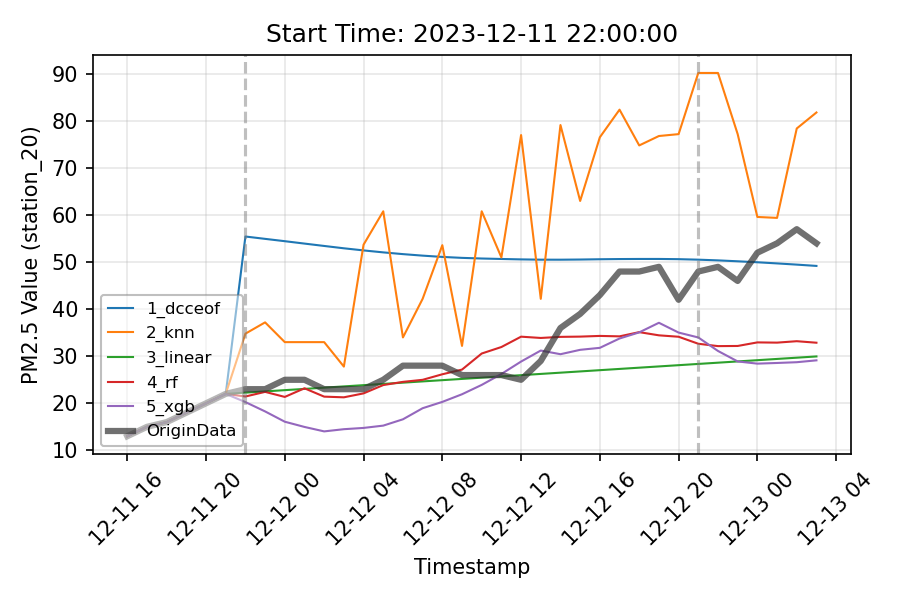 Start Time: 2023-12-11 22:00:00
PM2.5 Value (station_20)
90
80
70
60
50
40
30
20
10
1_dcceof
2_knn
3_linear
4_rf
5_xgb
OriginData
12-11 16
12-11 20
12-12 00
12-12 04
12-12 08
12-12 12
12-12 16
12-12 20
12-13 00
12-13 04
Timestamp